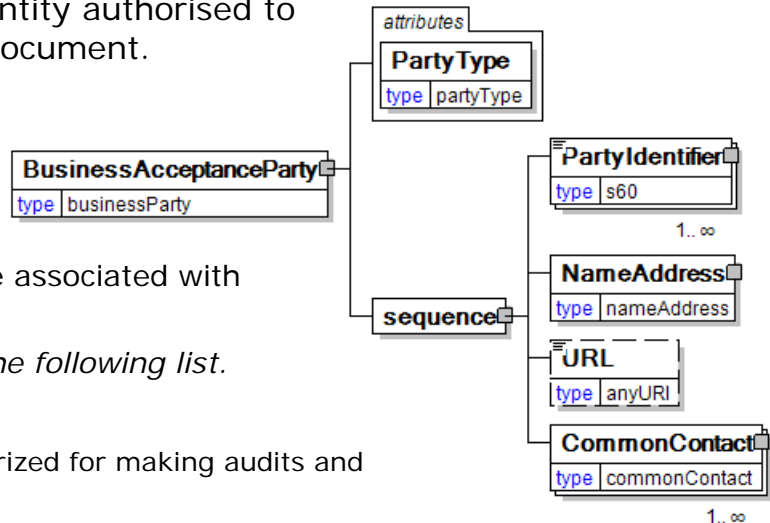 ntity authorised to
ocument.
attributes
PartyType
type partyType
BusinessAcceptanceParty
type businessParty
PartyIdentifier
type s60
1.. ∞
e associated with
NameAddress
type nameAddress
sequence
he following list.
URL
type anyURI
rized for making audits and
CommonContact
type commonContact
1.. ∞